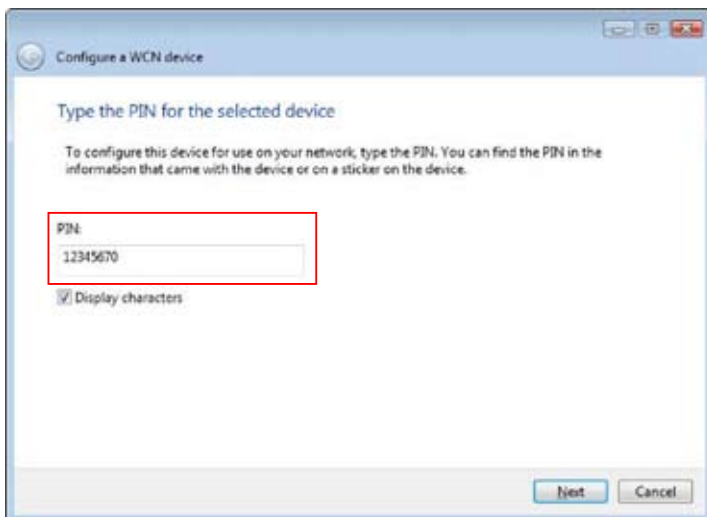 Configure a WCN device
Type the PIN for the selected device
To configure this device for use on your network, type the PIN. You can find the PIN in the
information that came with the device or on a sticker on the device.
PIN:
12345670
Display characters
Next Cancel